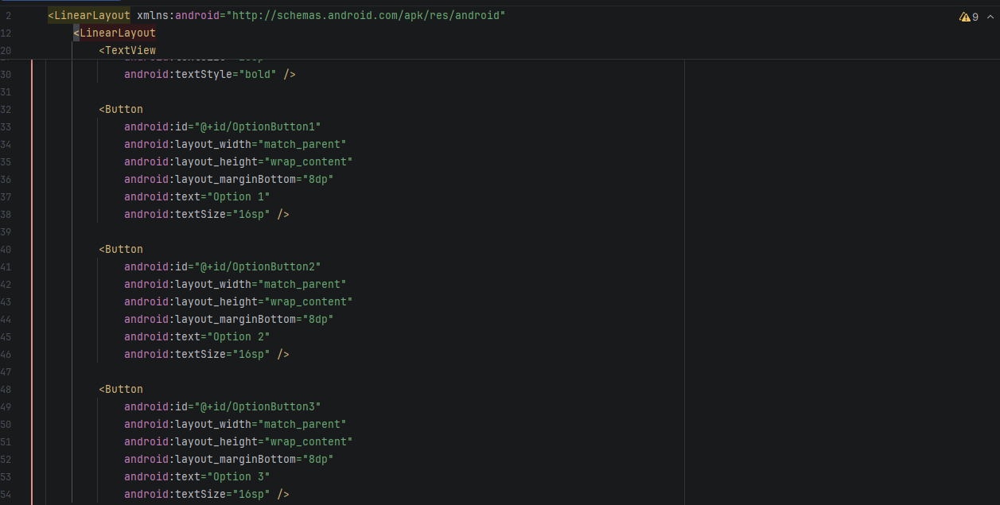 2 <LinearLayout xmlns:android="http://schemas.android.com/apk/res/android" 9
12 <LinearLayout
20 <TextView
30 android:textStyle="bold" />
31
32 <Button
33 android:id="@+id/OptionButton1"
34 android:layout_width="match_parent"
35 android:layout_height="wrap_content"
36 android:layout_marginBottom="8dp"
37 android:text="Option 1"
38 android:textSize="16sp" />
39
40 <Button
41 android:id="@+id/OptionButton2"
42 android:layout_width="match_parent"
43 android:layout_height="wrap_content"
44 android:layout_marginBottom="8dp"
45 android:text="Option 2"
46 android:textSize="16sp" />
47
48 <Button
49 android:id="@+id/OptionButton3"
50 android:layout_width="match_parent"
51 android:layout_height="wrap_content"
52 android:layout_marginBottom="8dp"
53 android:text="Option 3"
54 android:textSize="16sp" />